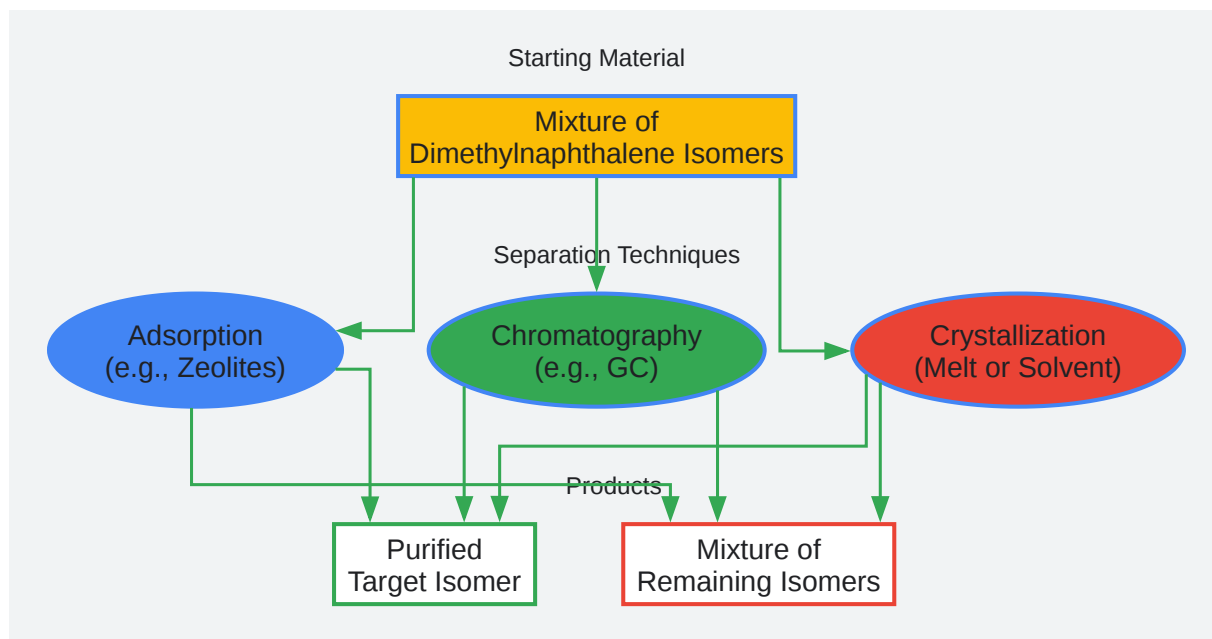 Starting Material
Mixture of
Dimethylnaphthalene Isomers
Separation Techniques
Adsorption
(e.g., Zeolites)
Chromatography
(e.g., GC)
Crystallization
(Melt or Solvent)
Products
Purified
Target Isomer
Mixture of
Remaining Isomers